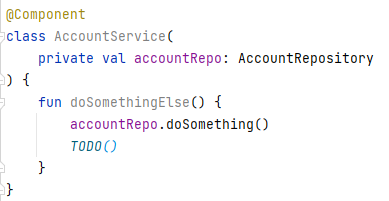 @Component
class AccountService(
    private val accountRepo: AccountRepository
) {
    fun doSomethingElse() {
        accountRepo.doSomething()
        TODO()
    }
}